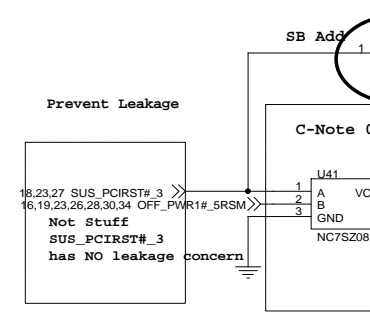 SB Add
1
Prevent Leakage
C-Note
U41
18,23,27 SUS_PCIRST#_3
1 A VC
16,19,23,26,28,30,34 OFF_PWR1#_5RSM
2 B
3 GND
Not Stuff
NC7SZ08
SUS_PCIRST#_3
has NO leakage concern